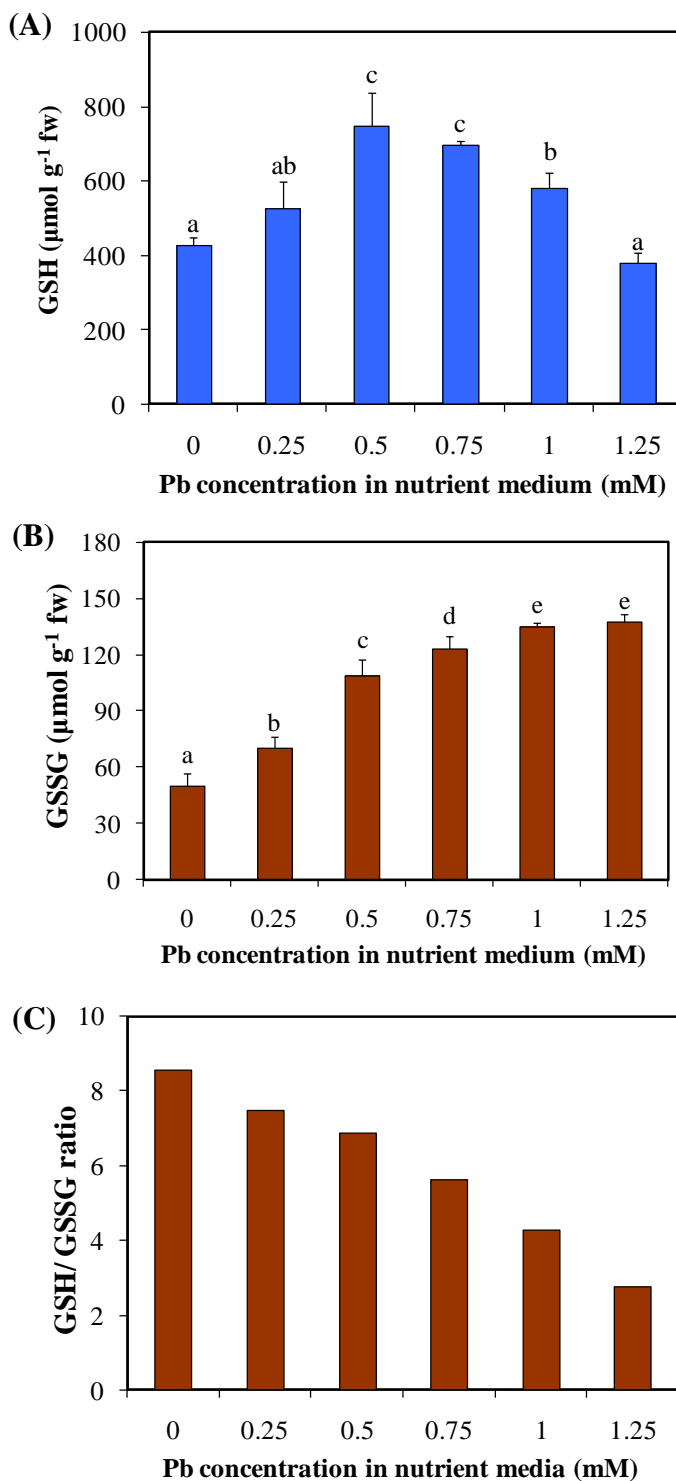 (A)
1000
800
600
400
200
0
GSH (µmol g-1 fw)
a
ab
c
c
b
a
0 0.25 0.5 0.75 1 1.25
Pb concentration in nutrient medium (mM)
(B)
180
150
120
90
60
30
0
GSSG (µmol g-1 fw)
a
b
c
d
e
e
0 0.25 0.5 0.75 1 1.25
Pb concentration in nutrient medium (mM)
(C)
10
8
6
4
2
0
GSH/ GSSG ratio
0 0.25 0.5 0.75 1 1.25
Pb concentration in nutrient media (mM)